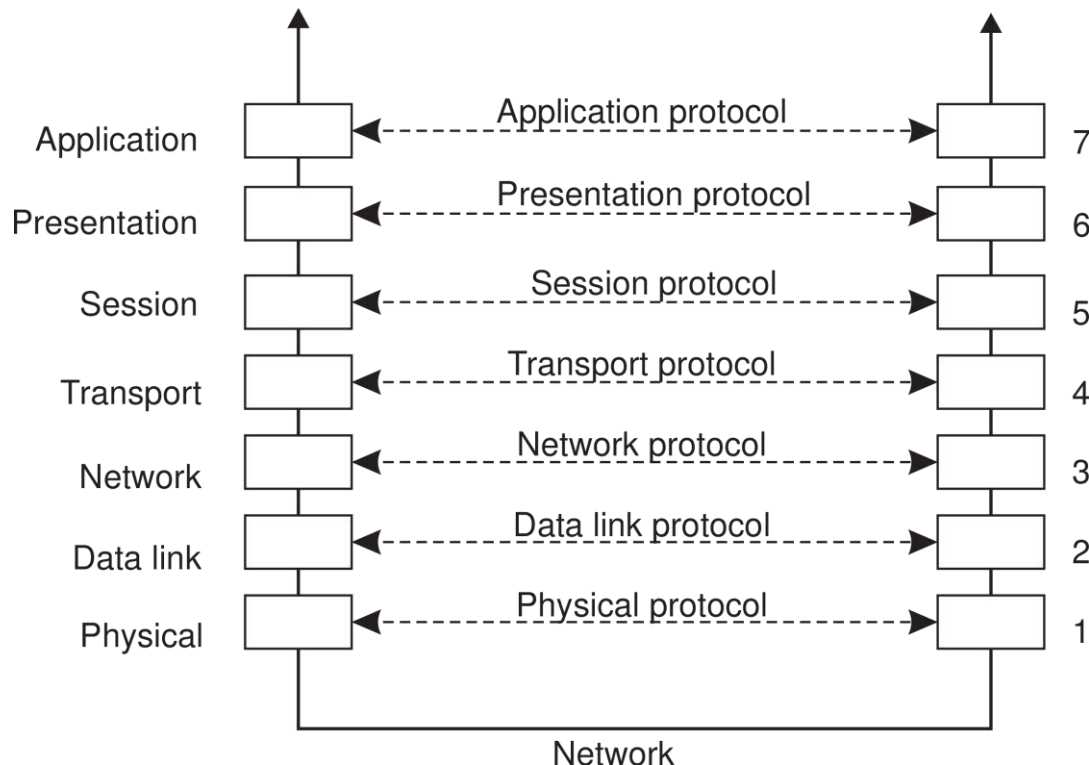 Application protocol
Application
7
Presentation protocol
Presentation
6
Session protocol
Session
5
Transport protocol
Transport
4
Network protocol
Network
3
Data link protocol
Data link
2
Physical protocol
Physical
1
Network